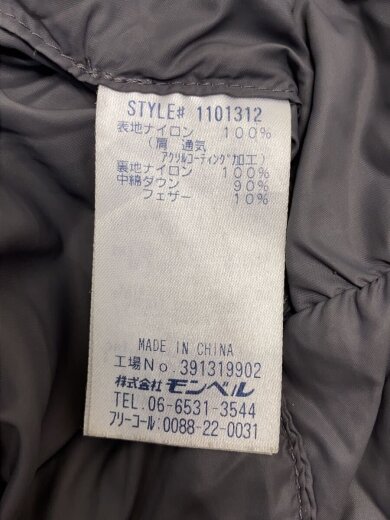 STYLE# 1101312
表地ナイロン 100%
(肩 通気
アクリルコーティング加工)
裏地ナイロン 100%
中綿ダウン 90%
フェザー 10%
MADE IN CHINA
工場No.391319902
株式会社 モンベル
TEL.06-6531-3544
フリーコール:0088-22-0031